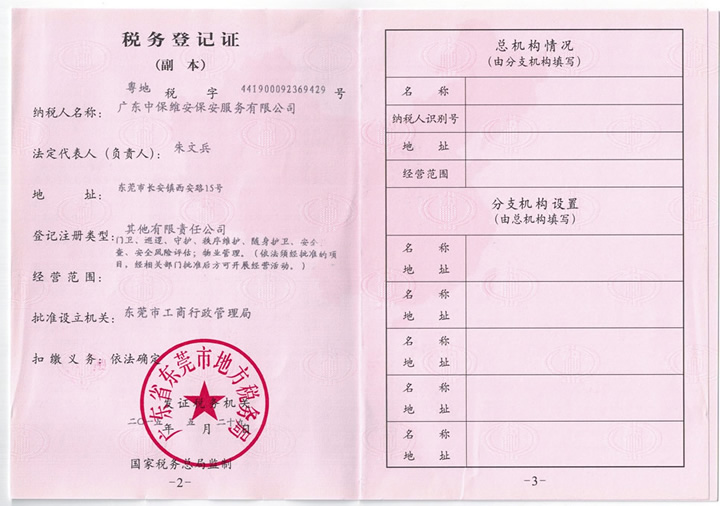 税务登记证
(副 本)
粤地 税 字 441900092369429 号
纳税人名称: 广东中保维安保安服务有限公司
法定代表人(负责人): 朱文兵
地 址: 东莞市长安镇西安路15号
登记注册类型: 其他有限责任公司
门卫、巡逻、守护、秩序维护、随身护卫、安全
查、安全风险评估;物业管理。(依法须经批准的项
目,经相关部门批准后方可开展经营活动。)
经营范围:
批准设立机关: 东莞市工商行政管理局
扣缴义务: 依法确定
广东省东莞市地方税务局
发证税务机关
二〇一五 年 五 月 二十 日
国家税务总局监制
-2-
总机构情况
(由分支机构填写)
名 称
纳税人识别号
地 址
经营范围
分支机构设置
(由总机构填写)
名 称
地 址
名 称
地 址
名 称
地 址
名 称
地 址
名 称
地 址
-3-